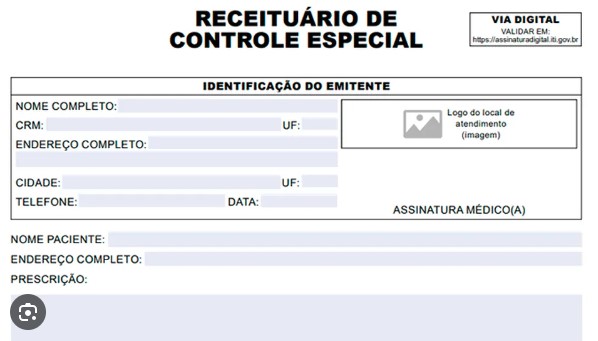 RECEITUÁRIO DE
CONTROLE ESPECIAL
VIA DIGITAL
VALIDAR EM:
https://assinaturadigital.iti.gov.br
IDENTIFICAÇÃO DO EMITENTE
NOME COMPLETO:
CRM: UF:
ENDEREÇO COMPLETO:
CIDADE: UF:
TELEFONE: DATA:
Logo do local de
atendimento
(imagem)
ASSINATURA MÉDICO(A)
NOME PACIENTE:
ENDEREÇO COMPLETO:
PRESCRIÇÃO: